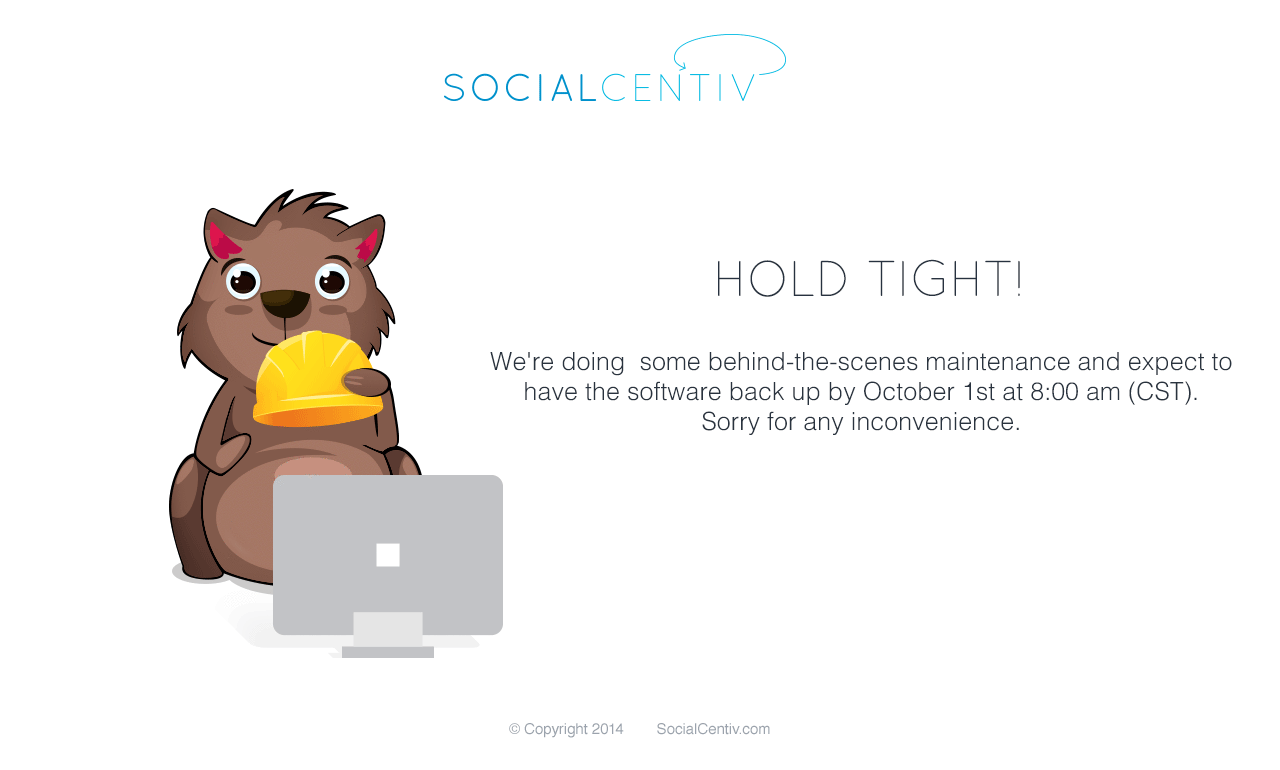 SOCIALCENTIV
HOLD TIGHT!
We're doing  some behind-the-scenes maintenance and expect to
have the software back up by October 1st at 8:00 am (CST).
Sorry for any inconvenience.
© Copyright 2014 SocialCentiv.com